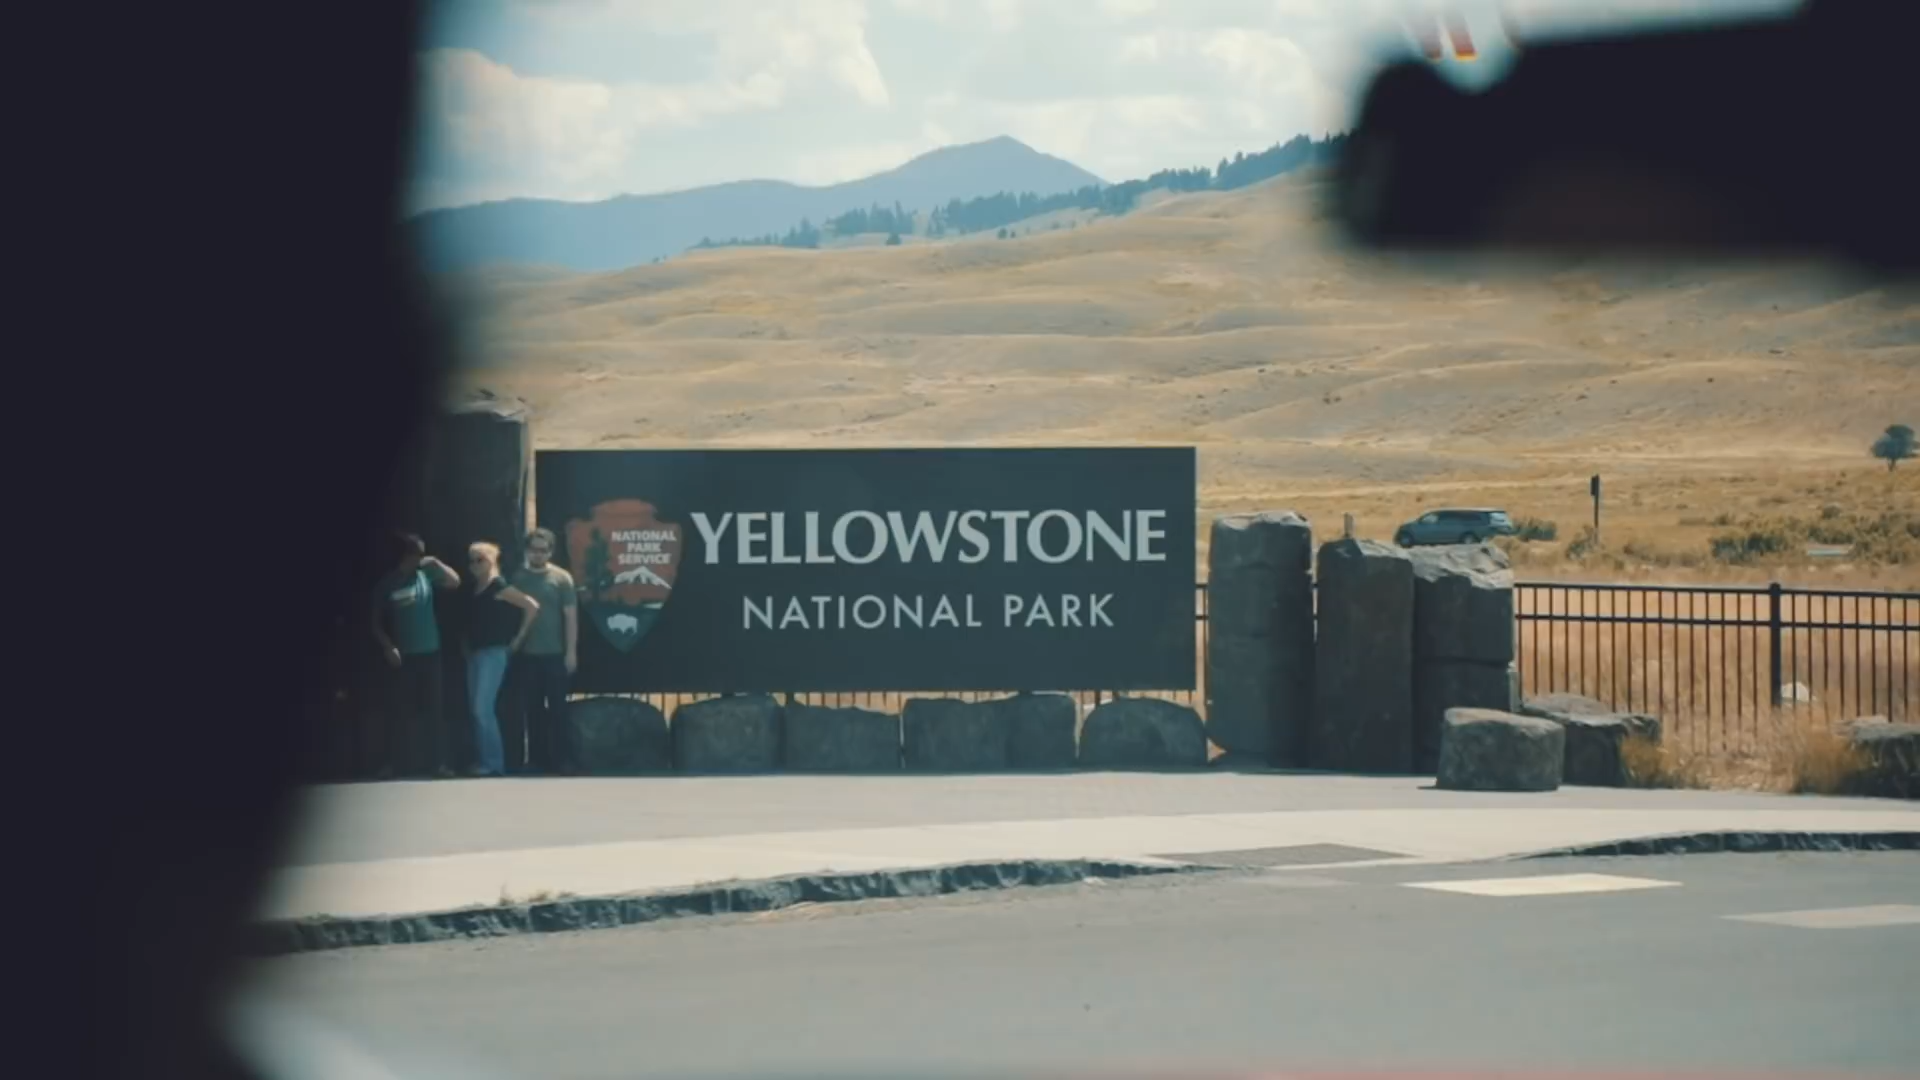 NATIONAL
PARK
SERVICE
YELLOWSTONE
NATIONAL PARK